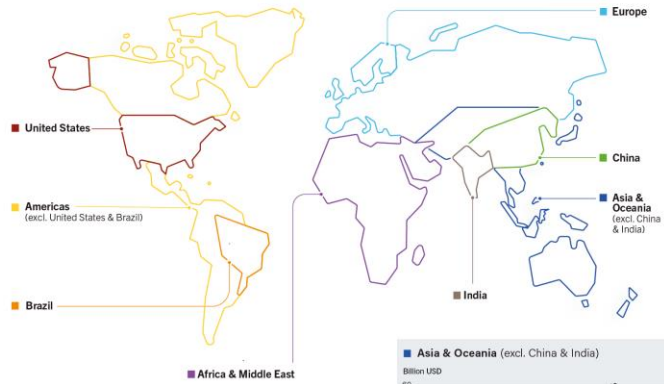 Europe
United States
China
Americas
(excl. United States & Brazil)
Asia &
Oceania
(excl. China
& India)
India
Brazil
Asia & Oceania (excl. China & India)
Billion USD
Africa & Middle East